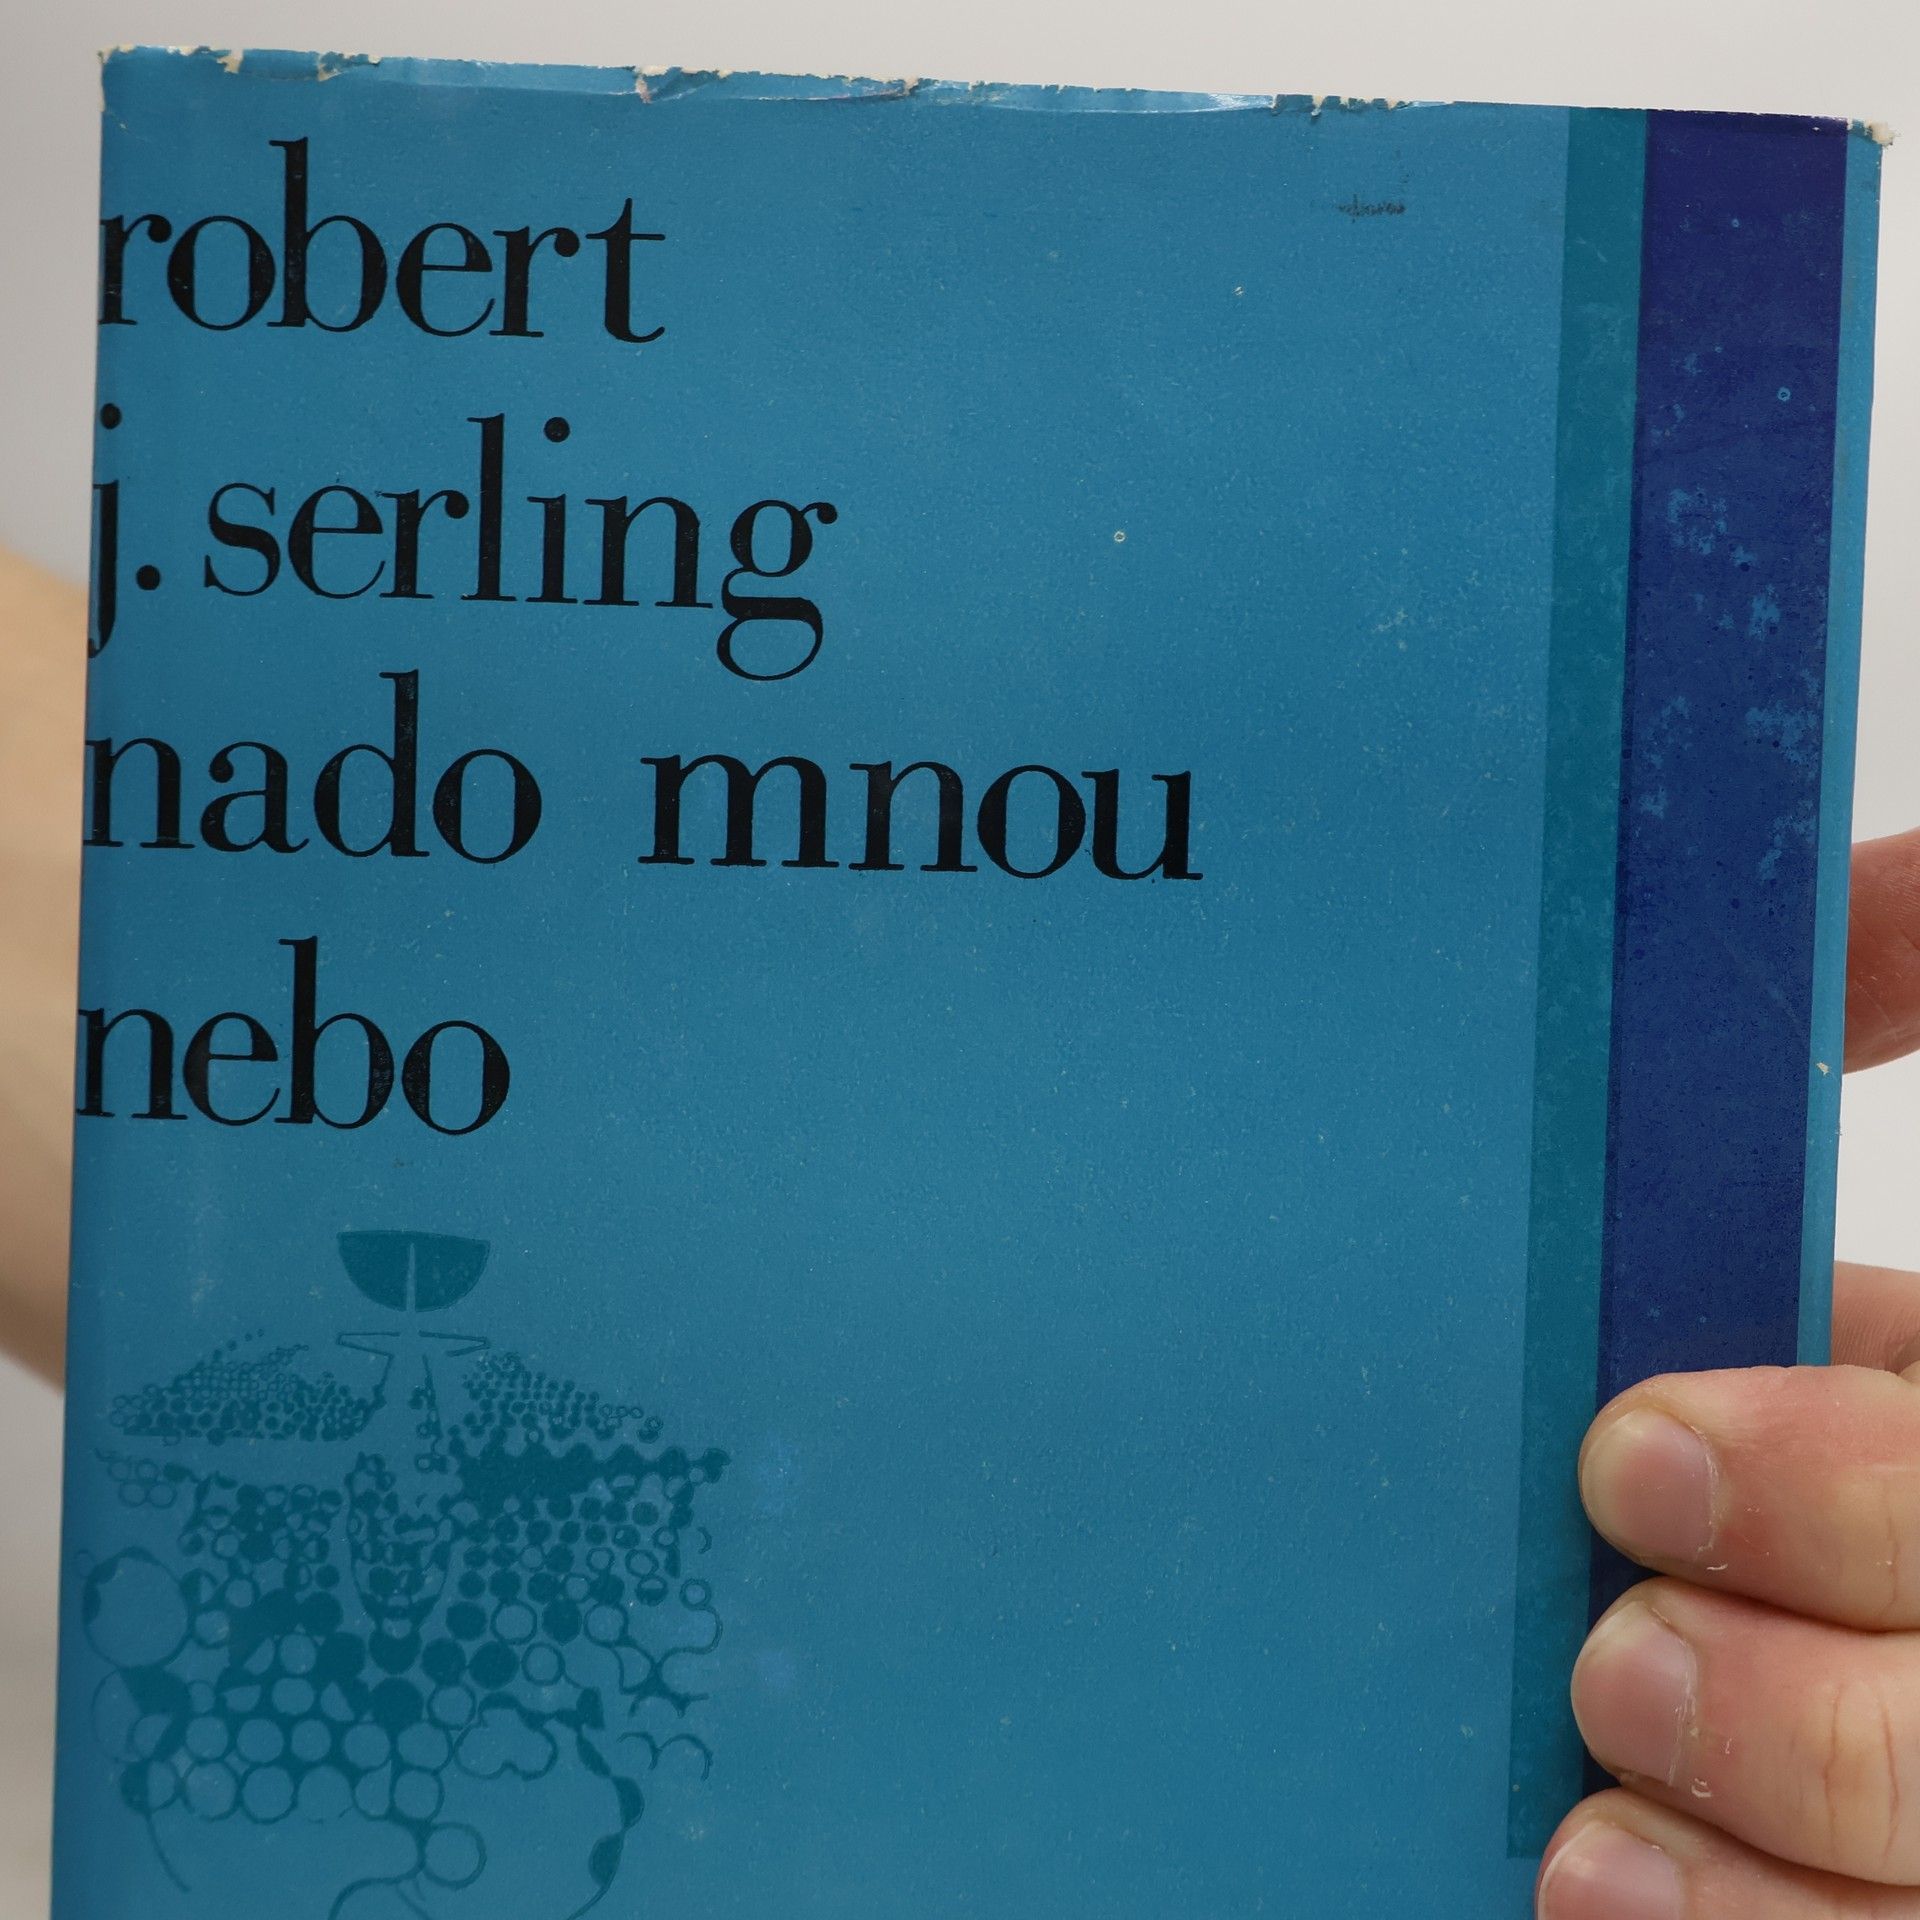 robert
j. serling
nado mnou
nebo